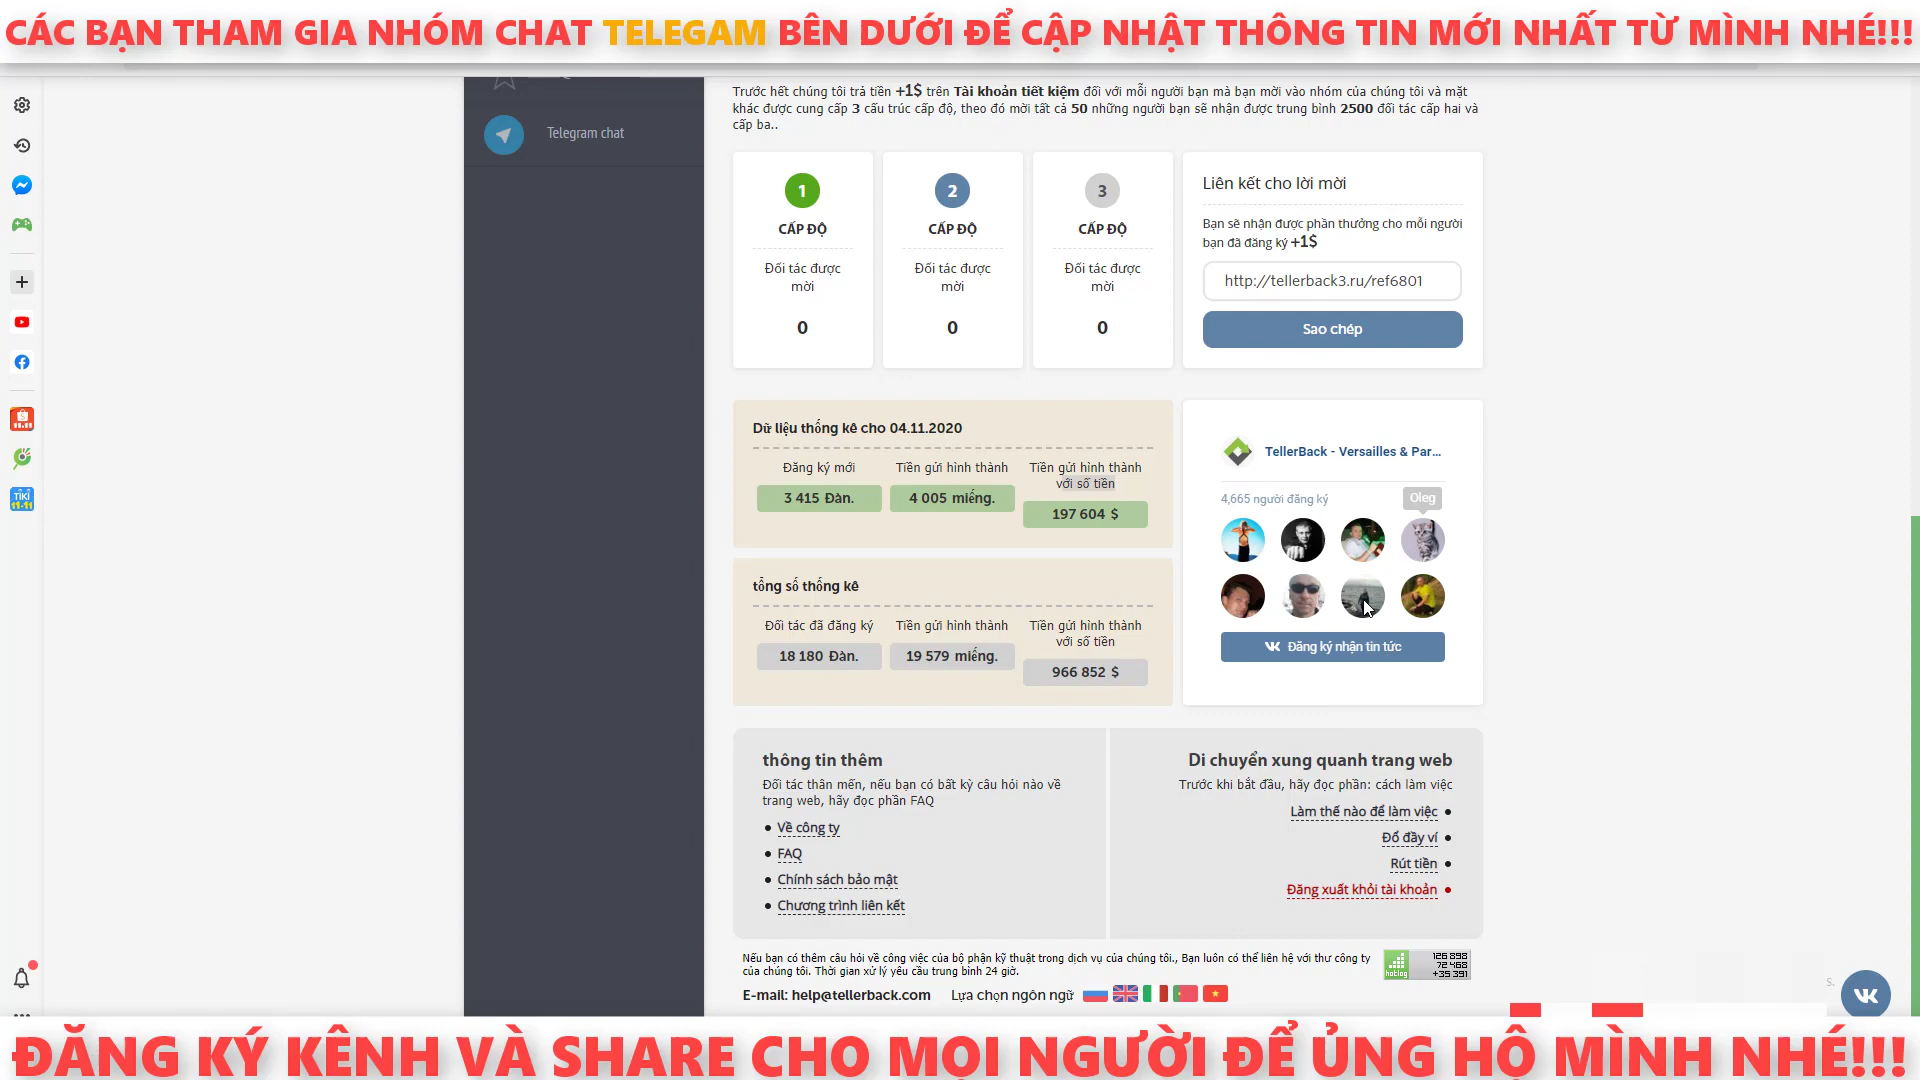 CÁC BẠN THAM GIA NHÓM CHAT TELEGAM BÊN DƯỚI ĐỂ CẬP NHẬT THÔNG TIN MỚI NHẤT TỪ MÌNH NHÉ!!!
Telegram chat
Trước hết chúng tôi trả tiền +1$ trên Tài khoản tiết kiệm đối với mỗi người bạn mà bạn mời vào nhóm của chúng tôi và mặt
khác được cung cấp 3 cấu trúc cấp độ, theo đó mời tất cả 50 những người bạn sẽ nhận được trung bình 2500 đối tác cấp hai và
cấp ba..
1
CẤP ĐỘ
Đối tác được
mời
0
2
CẤP ĐỘ
Đối tác được
mời
0
3
CẤP ĐỘ
Đối tác được
mời
0
Liên kết cho lời mời
Bạn sẽ nhận được phần thưởng cho mỗi người
bạn đã đăng ký +1$
http://tellerback3.ru/ref6801
Sao chép
Dữ liệu thống kê cho 04.11.2020
Đăng ký mới
3 415 Đàn.
Tiền gửi hình thành
4 005 miếng.
Tiền gửi hình thành
với số tiền
197 604 $
tổng số thống kê
Đối tác đã đăng ký
18 180 Đàn.
Tiền gửi hình thành
19 579 miếng.
Tiền gửi hình thành
với số tiền
966 852 $
TellerBack - Versailles & Par...
4,665 người đăng ký
Oleg
Đăng ký nhận tin tức
thông tin thêm
Đối tác thân mến, nếu bạn có bất kỳ câu hỏi nào về
trang web, hãy đọc phần FAQ
Về công ty
FAQ
Chính sách bảo mật
Chương trình liên kết
Di chuyển xung quanh trang web
Trước khi bắt đầu, hãy đọc phần: cách làm việc
Làm thế nào để làm việc
Đổ đầy ví
Rút tiền
Đăng xuất khỏi tài khoản
Nếu bạn có thêm câu hỏi về công việc của bộ phận kỹ thuật trong dịch vụ của chúng tôi., Bạn luôn có thể liên hệ với thư công ty
của chúng tôi. Thời gian xử lý yêu cầu trung bình 24 giờ.
hotlog
126 898
72 468
+35 391
E-mail: help@tellerback.com
Lựa chọn ngôn ngữ
TIKI
11-11
11.11
s.
ĐĂNG KÝ KÊNH VÀ SHARE CHO MỌI NGƯỜI ĐỂ ỦNG HỘ MÌNH NHÉ!!!